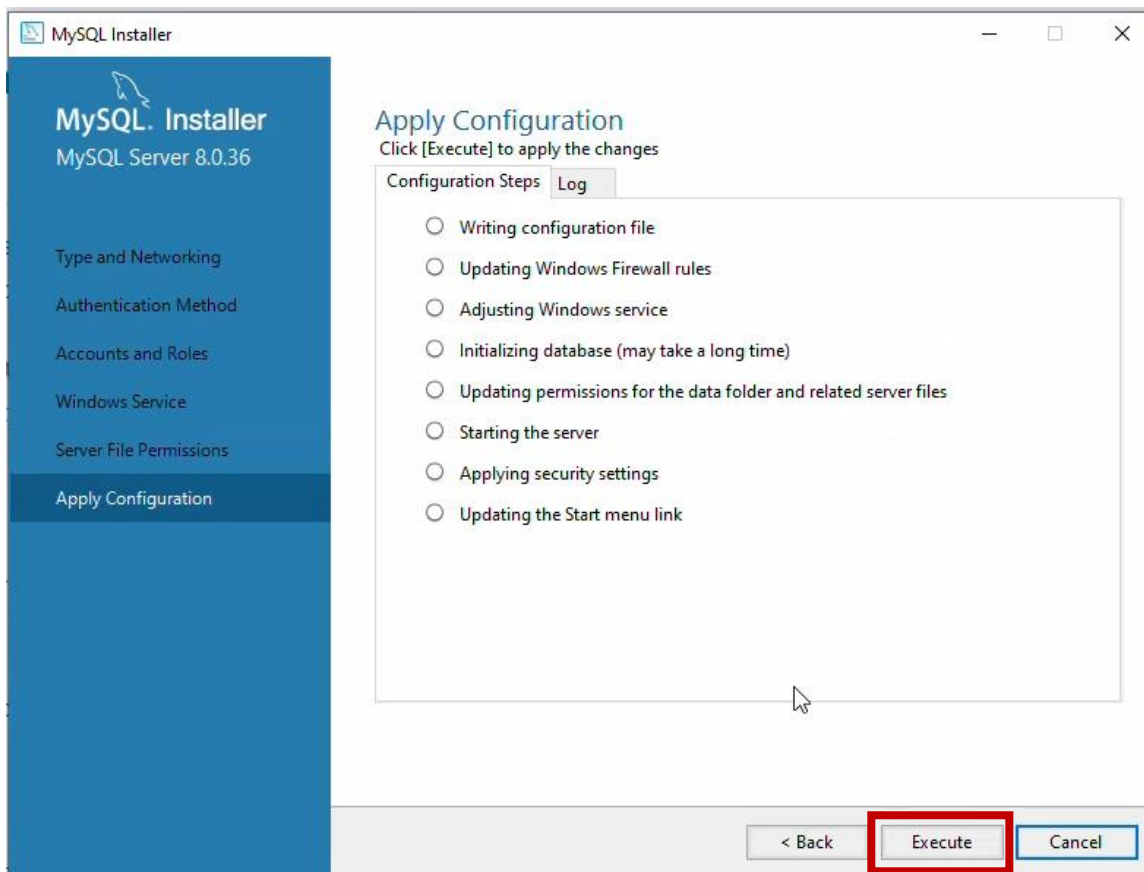 MySQL Installer
MySQL. Installer
MySQL Server 8.0.36
Type and Networking
Authentication Method
Accounts and Roles
Windows Service
Server File Permissions
Apply Configuration
Apply Configuration
Click [Execute] to apply the changes
Configuration Steps Log
Writing configuration file
Updating Windows Firewall rules
Adjusting Windows service
Initializing database (may take a long time)
Updating permissions for the data folder and related server files
Starting the server
Applying security settings
Updating the Start menu link
< Back Execute Cancel